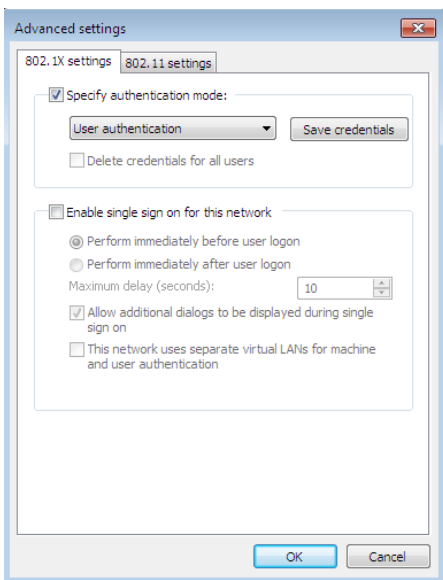 Advanced settings
802.1X settings 802.11 settings
Specify authentication mode:
User authentication Save credentials
Delete credentials for all users
Enable single sign on for this network
Perform immediately before user logon
Perform immediately after user logon
Maximum delay (seconds): 10
Allow additional dialogs to be displayed during single
sign on
This network uses separate virtual LANs for machine
and user authentication
OK Cancel